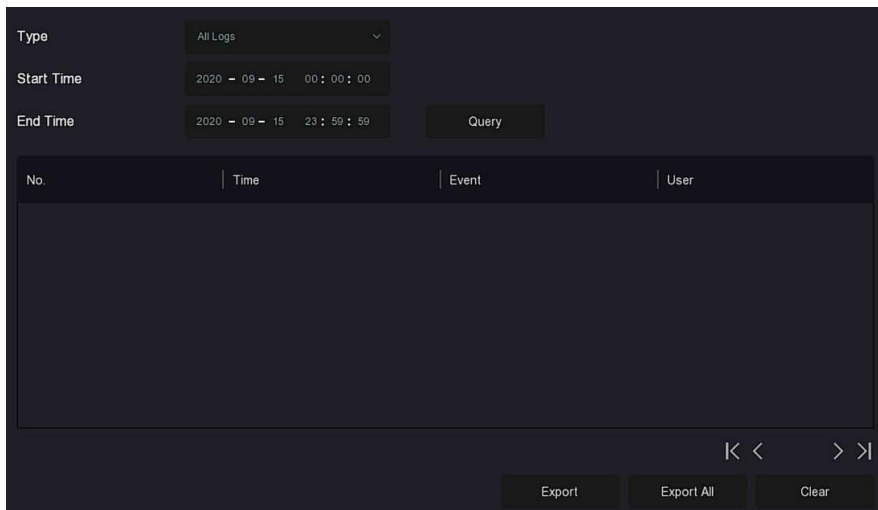 Type All Logs
Start Time 2020 - 09 - 15 00 : 00 : 00
End Time 2020 - 09 - 15 23 : 59 : 59 Query
No. Time Event User
Export Export All Clear